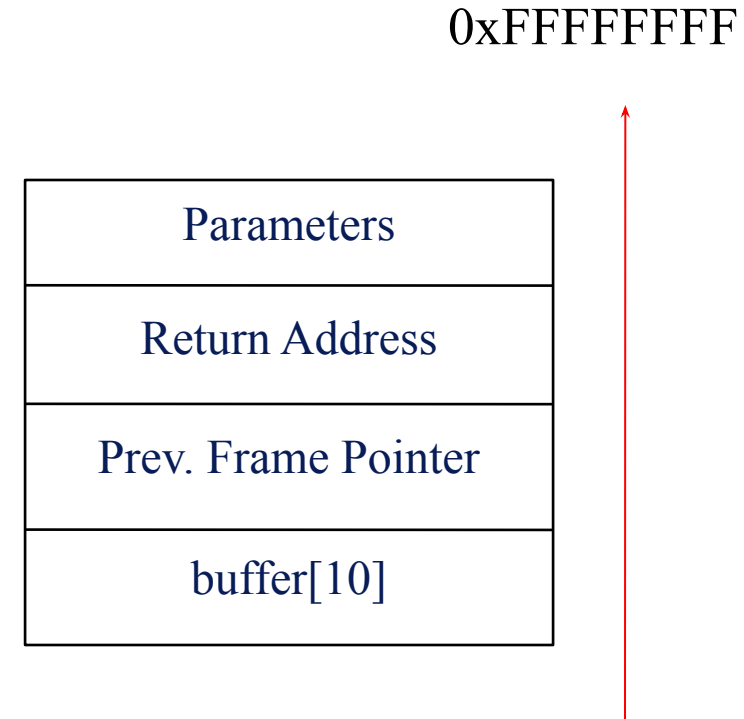 0xFFFFFFFF
Parameters
Return Address
Prev. Frame Pointer
buffer[10]